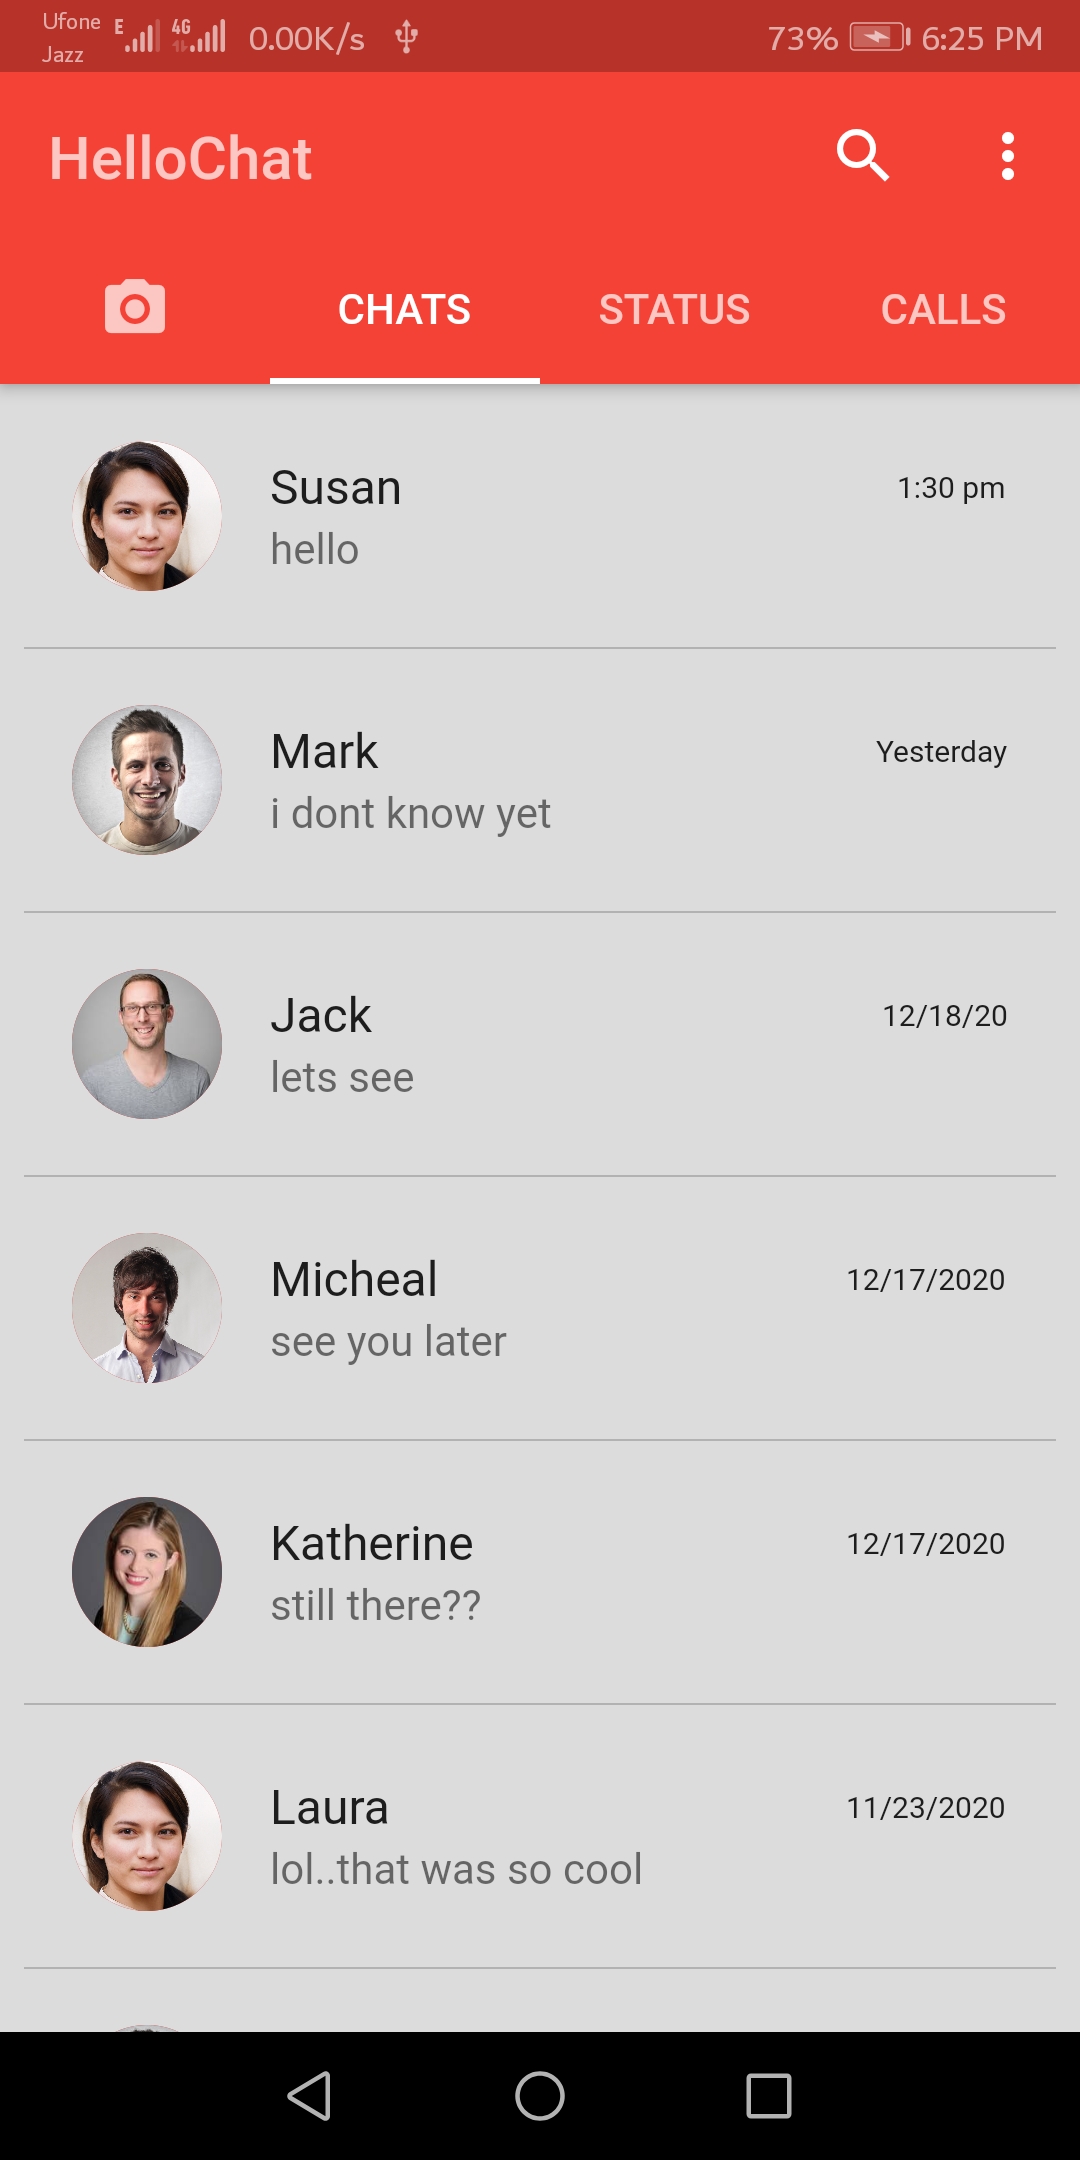 Ufone
Jazz
E 4G 0.00K/s 73% 6:25 PM
HelloChat
CHATS STATUS CALLS
Susan 1:30 pm
hello
Mark Yesterday
i dont know yet
Jack 12/18/20
lets see
Micheal 12/17/2020
see you later
Katherine 12/17/2020
still there??
Laura 11/23/2020
lol..that was so cool